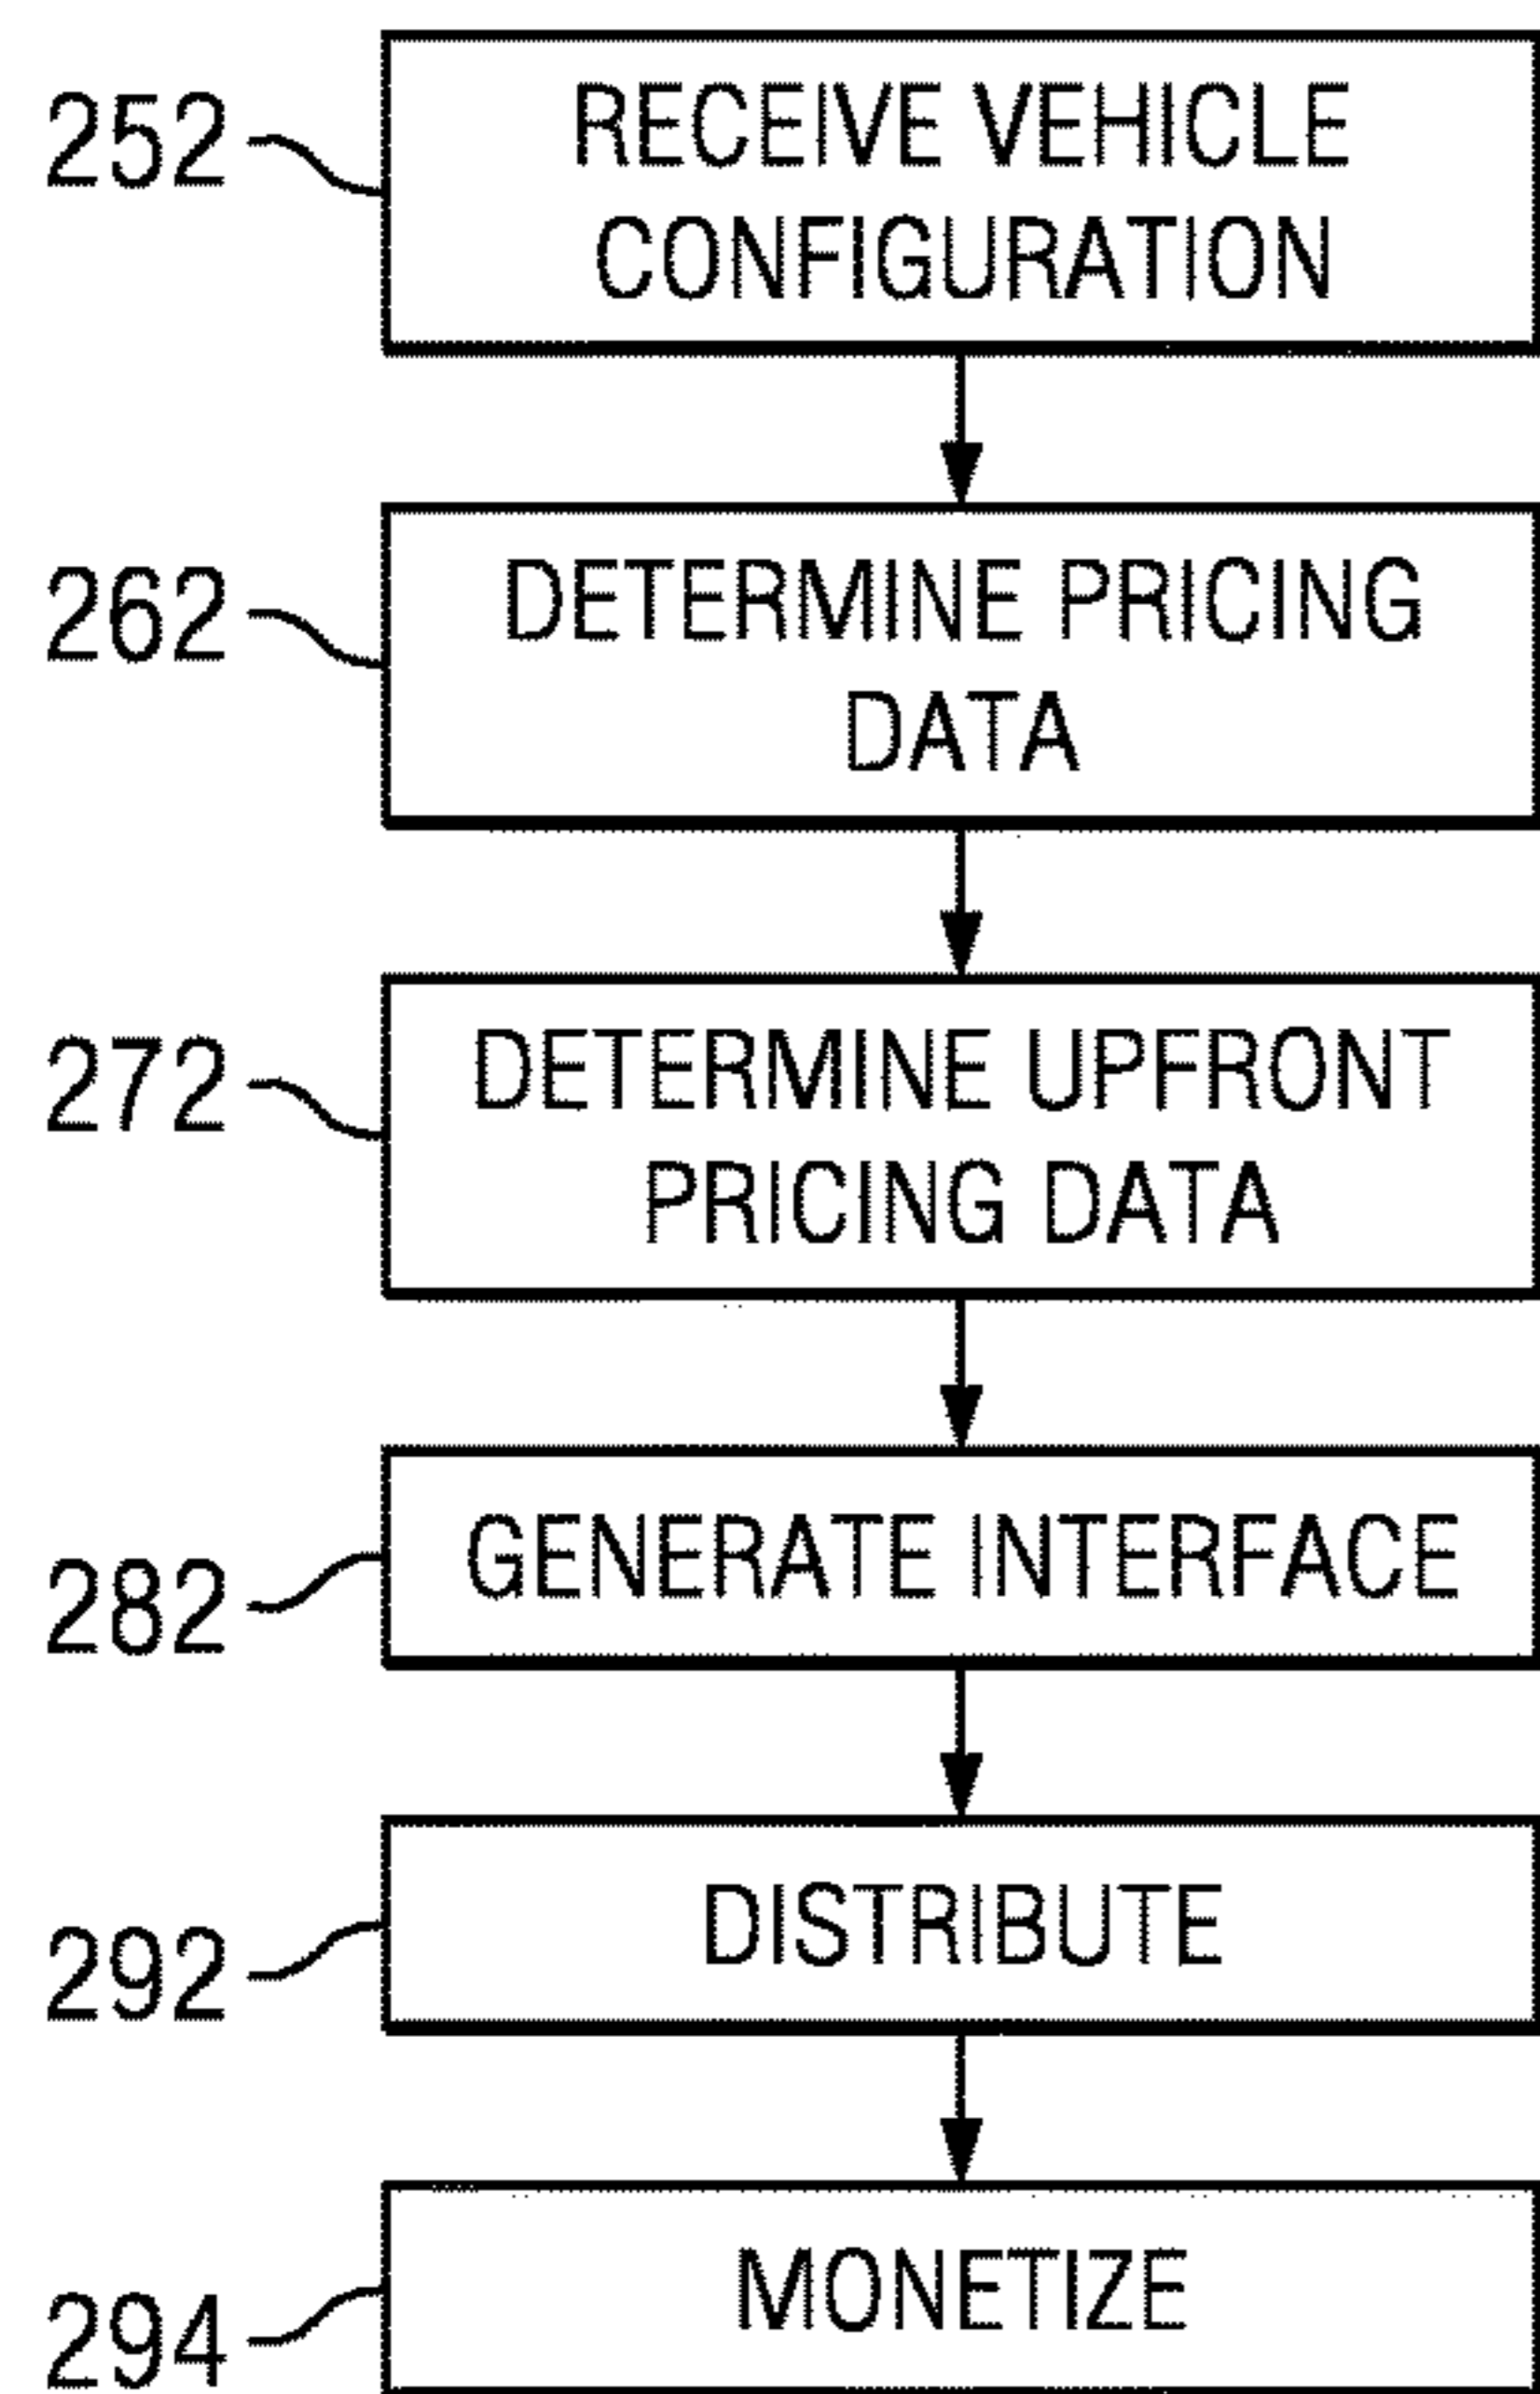 252
RECEIVE VEHICLE
CONFIGURATION
262
DETERMINE PRICING
DATA
272
DETERMINE UPFRONT
PRICING DATA
282
GENERATE INTERFACE
292
DISTRIBUTE
294
MONETIZE